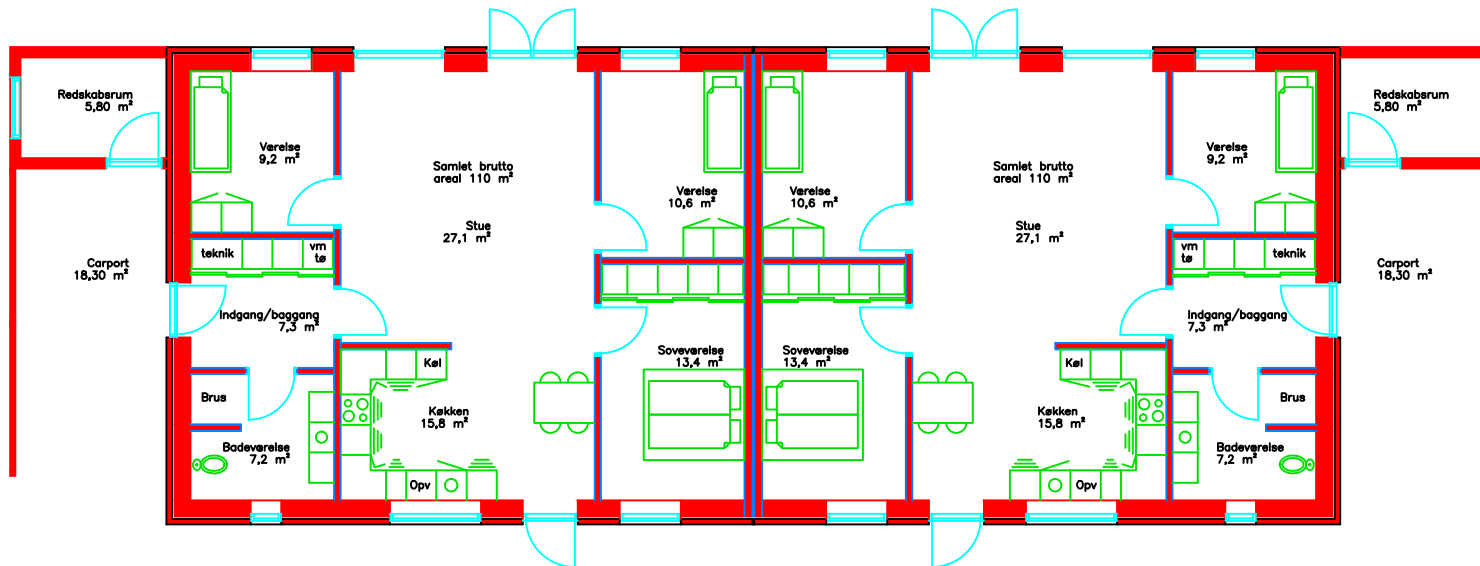 Redskabsrum
5,80 m²
Værelse
9,2 m²
Samlet brutto
areal 110 m²
Stue
27,1 m²
Værelse
10,6 m²
teknik
vm
tø
Carport
18,30 m²
Indgang/baggang
7,3 m²
Soveværelse
13,4 m²
Køl
Brus
Køkken
15,8 m²
Badeværelse
7,2 m²
Opv
Værelse
10,6 m²
Samlet brutto
areal 110 m²
Stue
27,1 m²
Værelse
9,2 m²
Redskabsrum
5,80 m²
vm
tø
teknik
Carport
18,30 m²
Indgang/baggang
7,3 m²
Soveværelse
13,4 m²
Køl
Brus
Køkken
15,8 m²
Badeværelse
7,2 m²
Opv